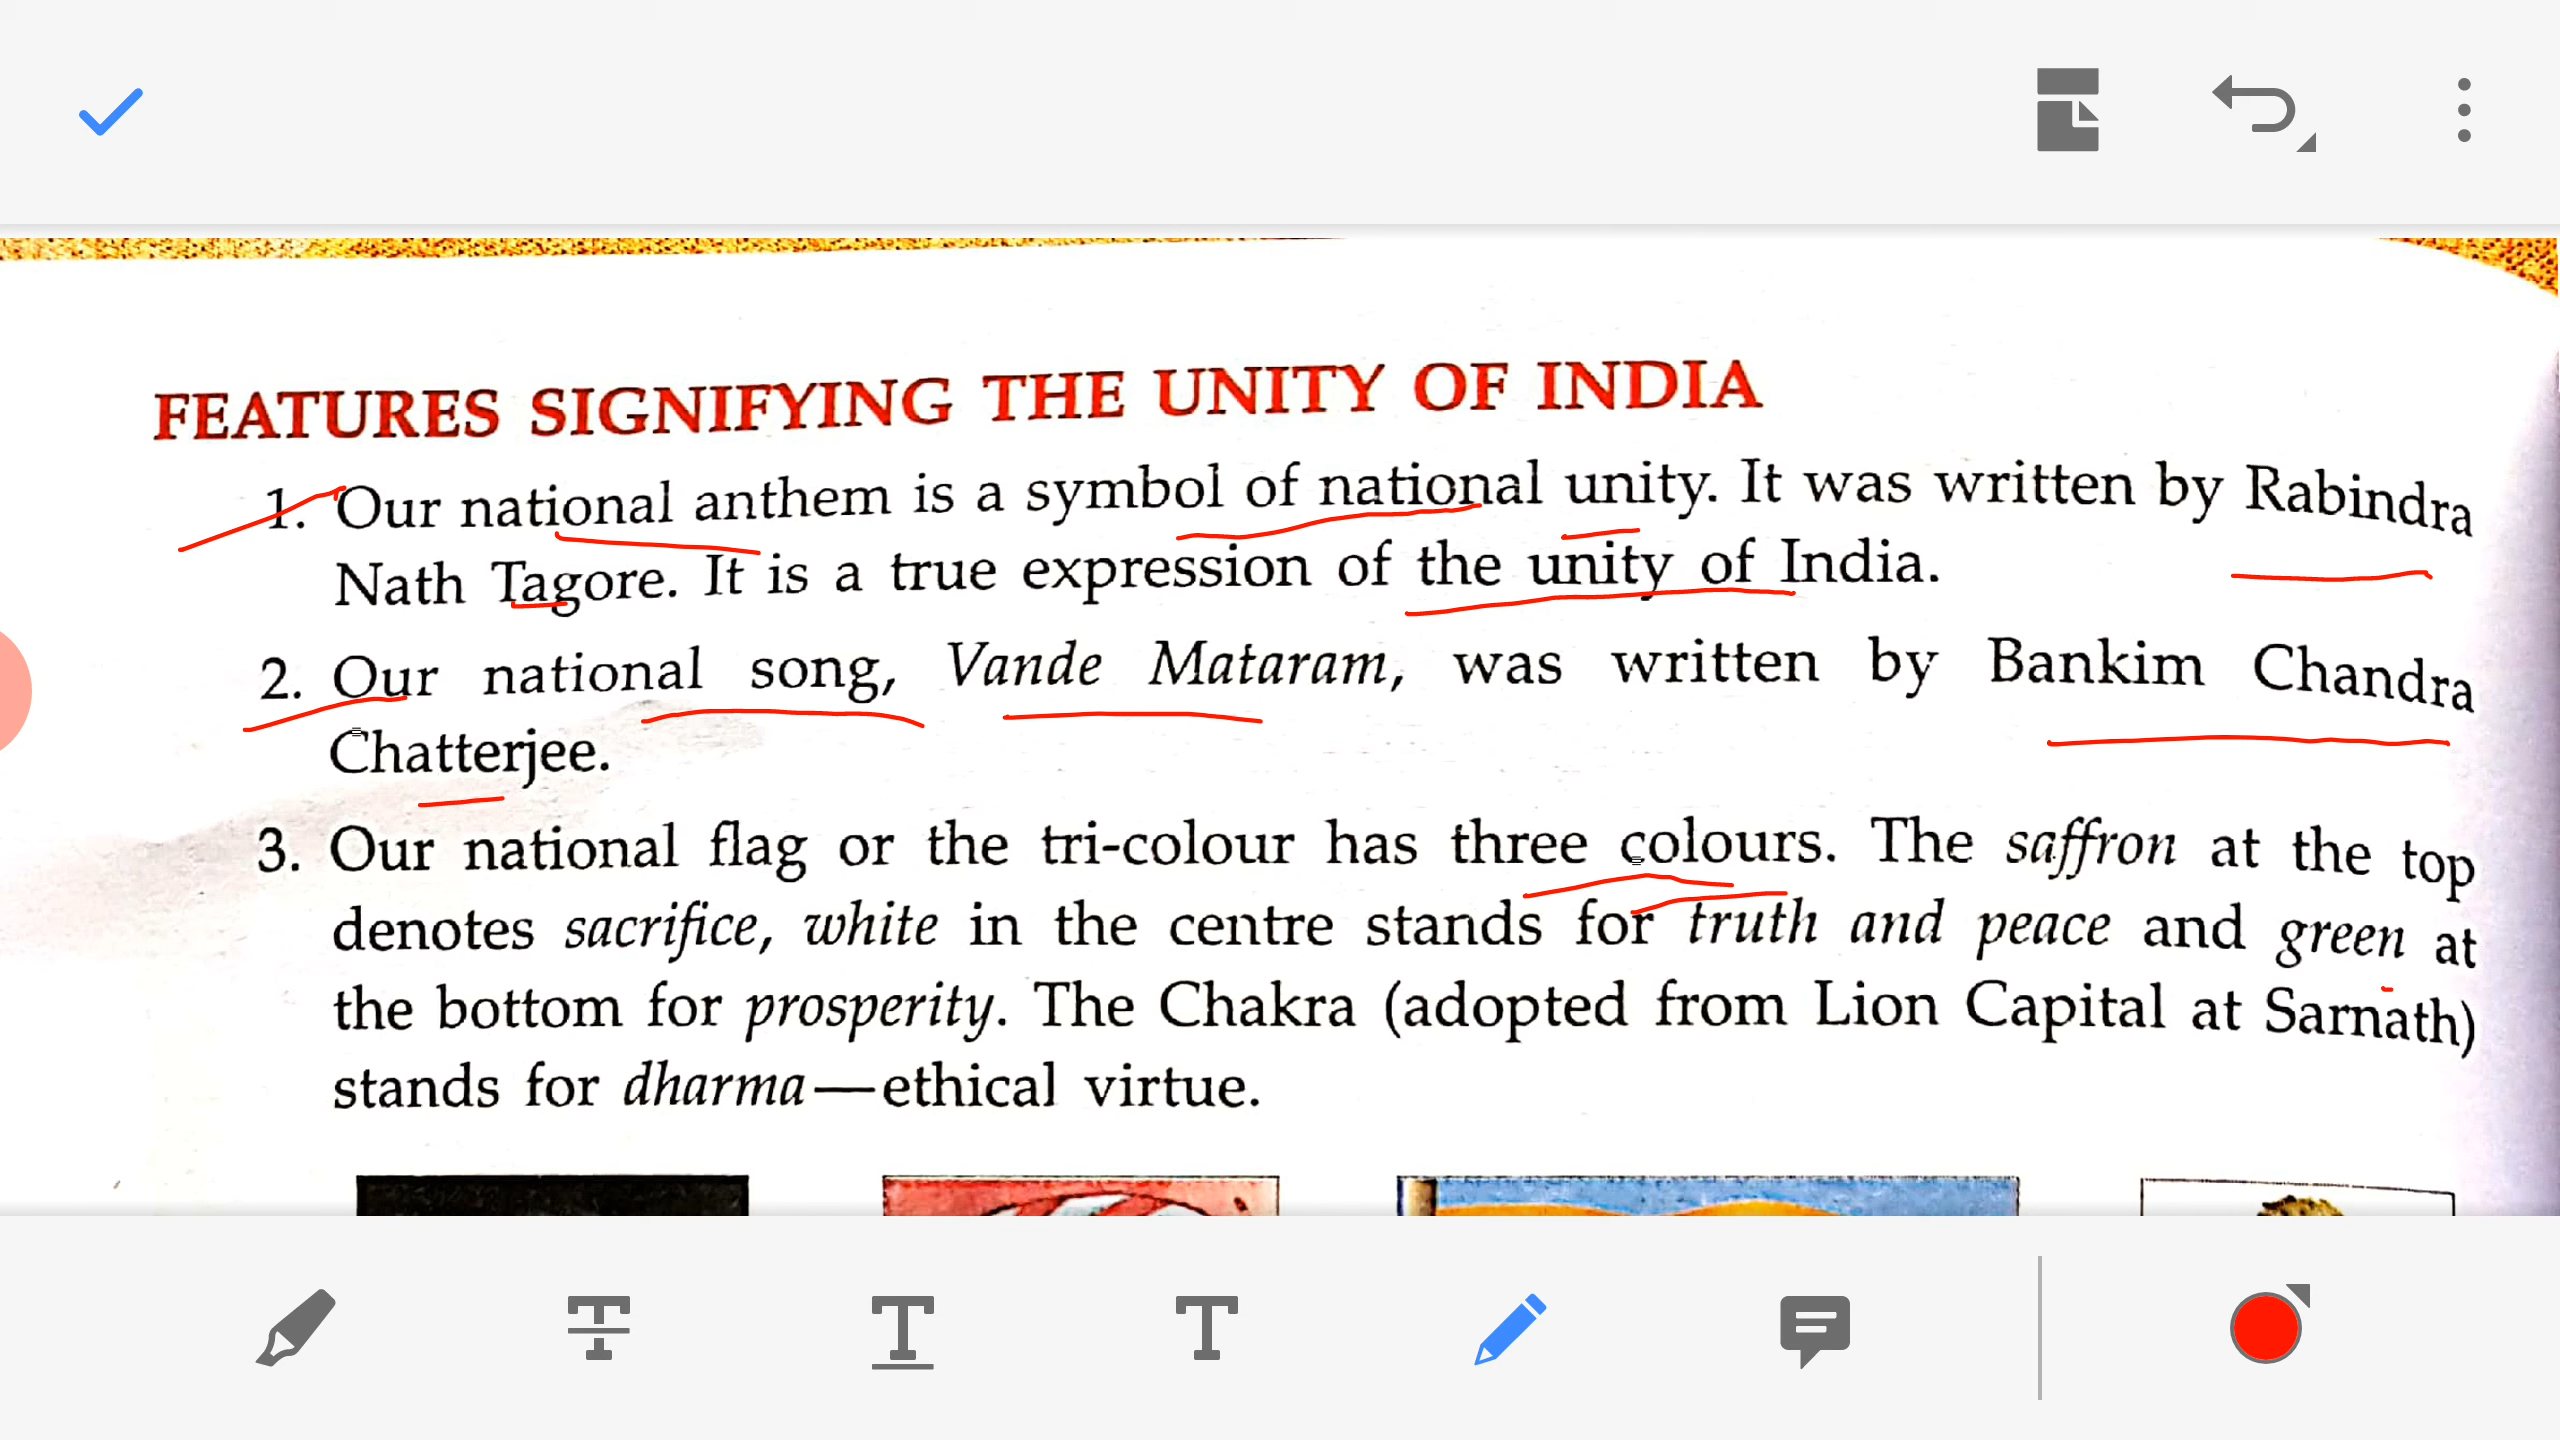 FEATURES SIGNIFYING THE UNITY OF INDIA
1. Our national anthem is a symbol of national unity. It was written by Rabindra
Nath Tagore. It is a true expression of the unity of India.
2. Our national song, Vande Mataram, was written by Bankim Chandra
Chatterjee.
3. Our national flag or the tri-colour has three colours. The saffron at the top
denotes sacrifice, white in the centre stands for truth and peace and green at
the bottom for prosperity. The Chakra (adopted from Lion Capital at Sarnath)
stands for dharma—ethical virtue.